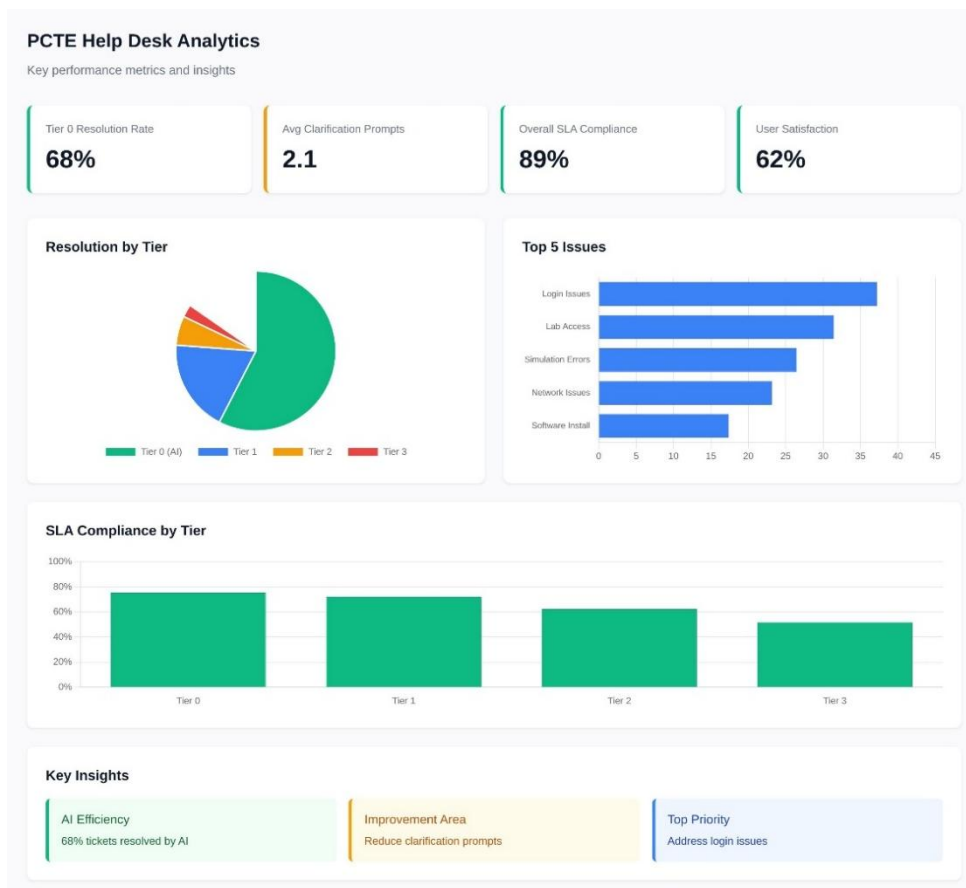 PCTE Help Desk Analytics
Key performance metrics and insights
Tier 0 Resolution Rate
68%
Avg Clarification Prompts
2.1
Overall SLA Compliance
89%
User Satisfaction
62%
Resolution by Tier
Tier 0 (AI) Tier 1 Tier 2 Tier 3
Top 5 Issues
Login Issues
Lab Access
Simulation Errors
Network Issues
Software Install
0 5 10 15 20 25 30 35 40 45
SLA Compliance by Tier
100%
80%
60%
40%
20%
0%
Tier 0 Tier 1 Tier 2 Tier 3
Key Insights
AI Efficiency
68% tickets resolved by AI
Improvement Area
Reduce clarification prompts
Top Priority
Address login issues